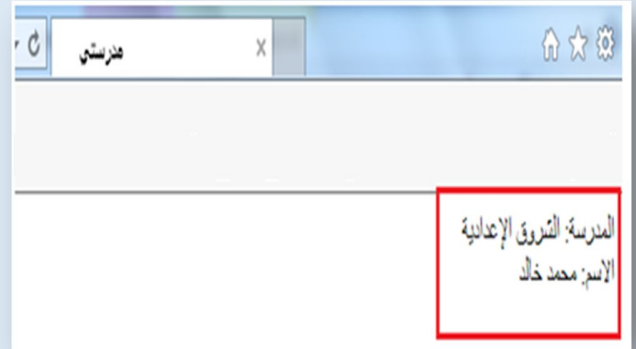 مدرستي
المدرسة: الشروق الإعدادية
الاسم: محمد خالد